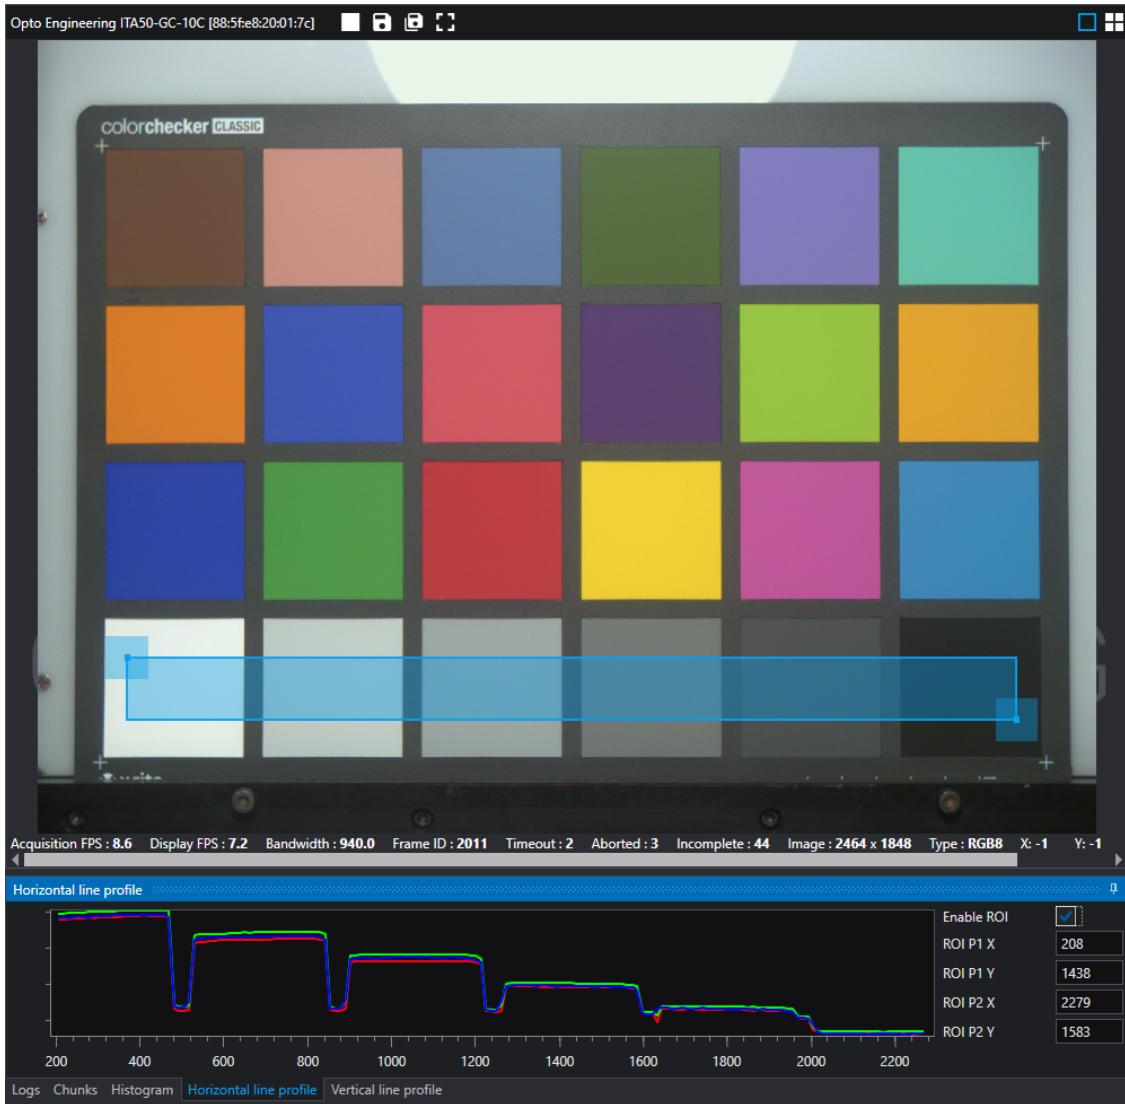 Opto Engineering ITA50-GC-10C [88:5f:e8:20:01:7c]
colorchecker CLASSIC
Acquisition FPS : 8.6 Display FPS : 7.2 Bandwidth : 940.0 Frame ID : 2011 Timeout : 2 Aborted : 3 Incomplete : 44 Image : 2464 x 1848 Type : RGB8 X: -1 Y: -1
Horizontal line profile
Enable ROI
ROI P1 X 208
ROI P1 Y 1438
ROI P2 X 2279
ROI P2 Y 1583
200 400 600 800 1000 1200 1400 1600 1800 2000 2200
Logs Chunks Histogram Horizontal line profile Vertical line profile